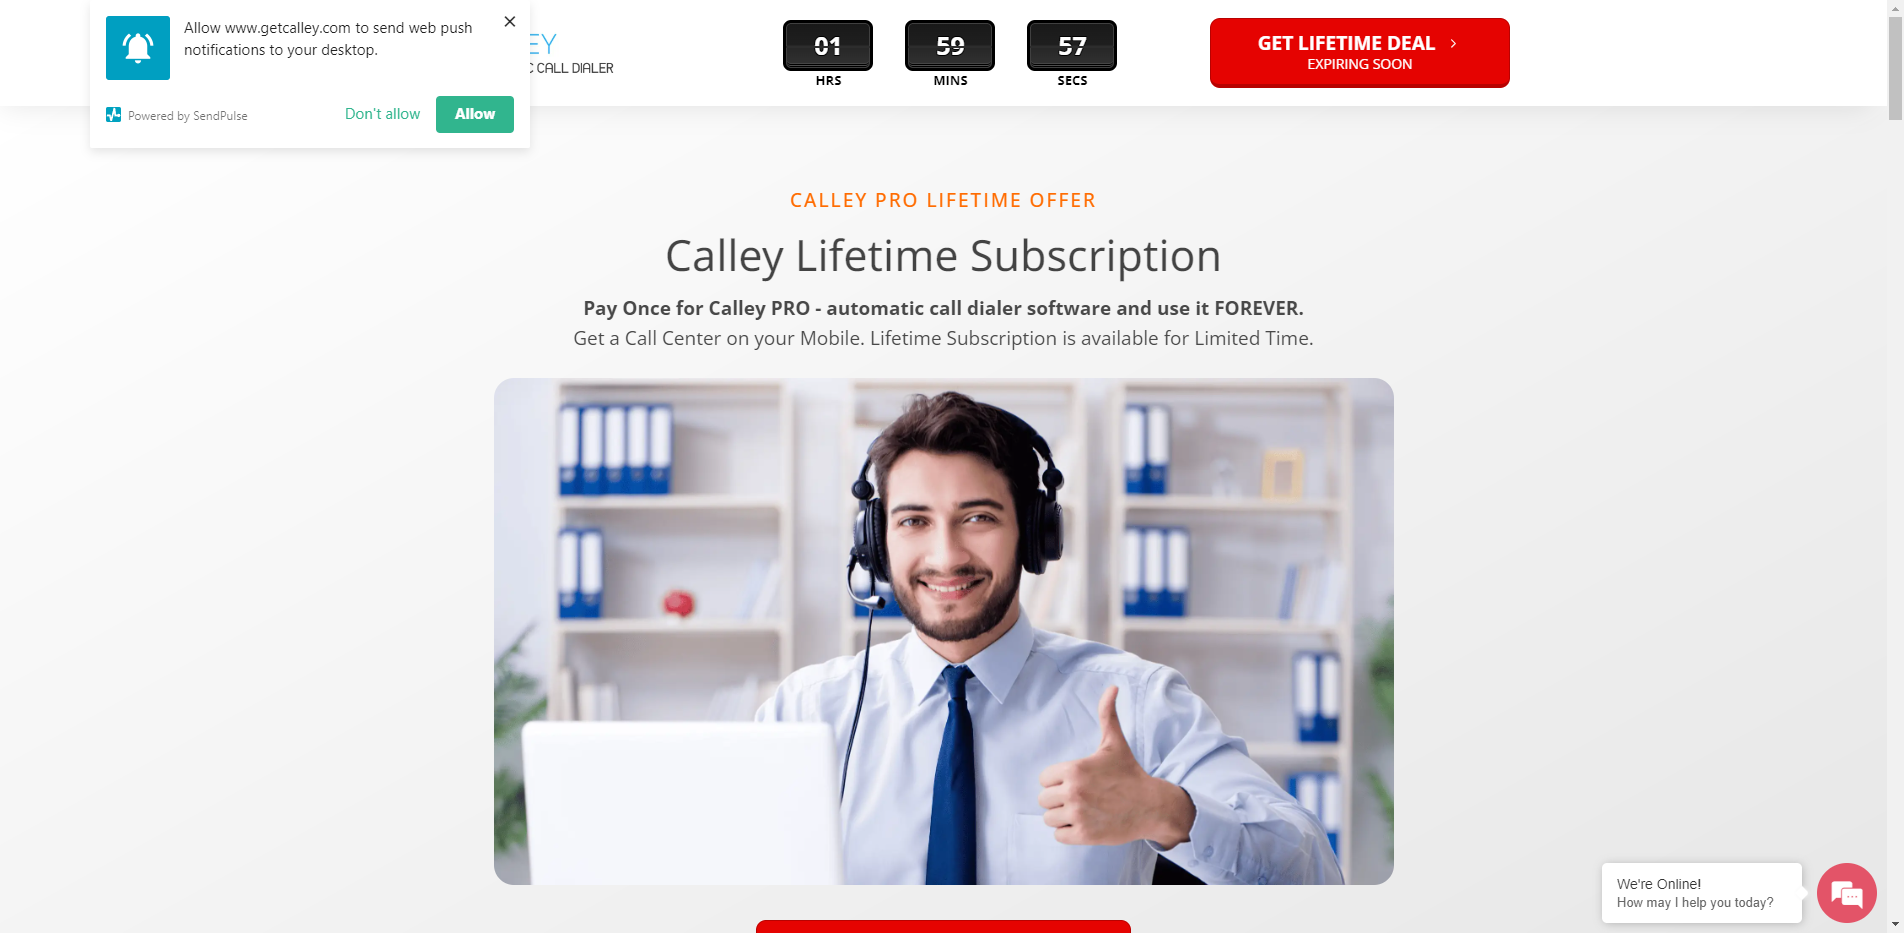 Allow www.getcalley.com to send web push
notifications to your desktop.
Powered by SendPulse
Don't allow
Allow
EY
C CALL DIALER
01
HRS
59
MINS
57
SECS
GET LIFETIME DEAL
EXPIRING SOON
CALLEY PRO LIFETIME OFFER
Calley Lifetime Subscription
Pay Once for Calley PRO - automatic call dialer software and use it FOREVER.
Get a Call Center on your Mobile. Lifetime Subscription is available for Limited Time.
We're Online!
How may I help you today?